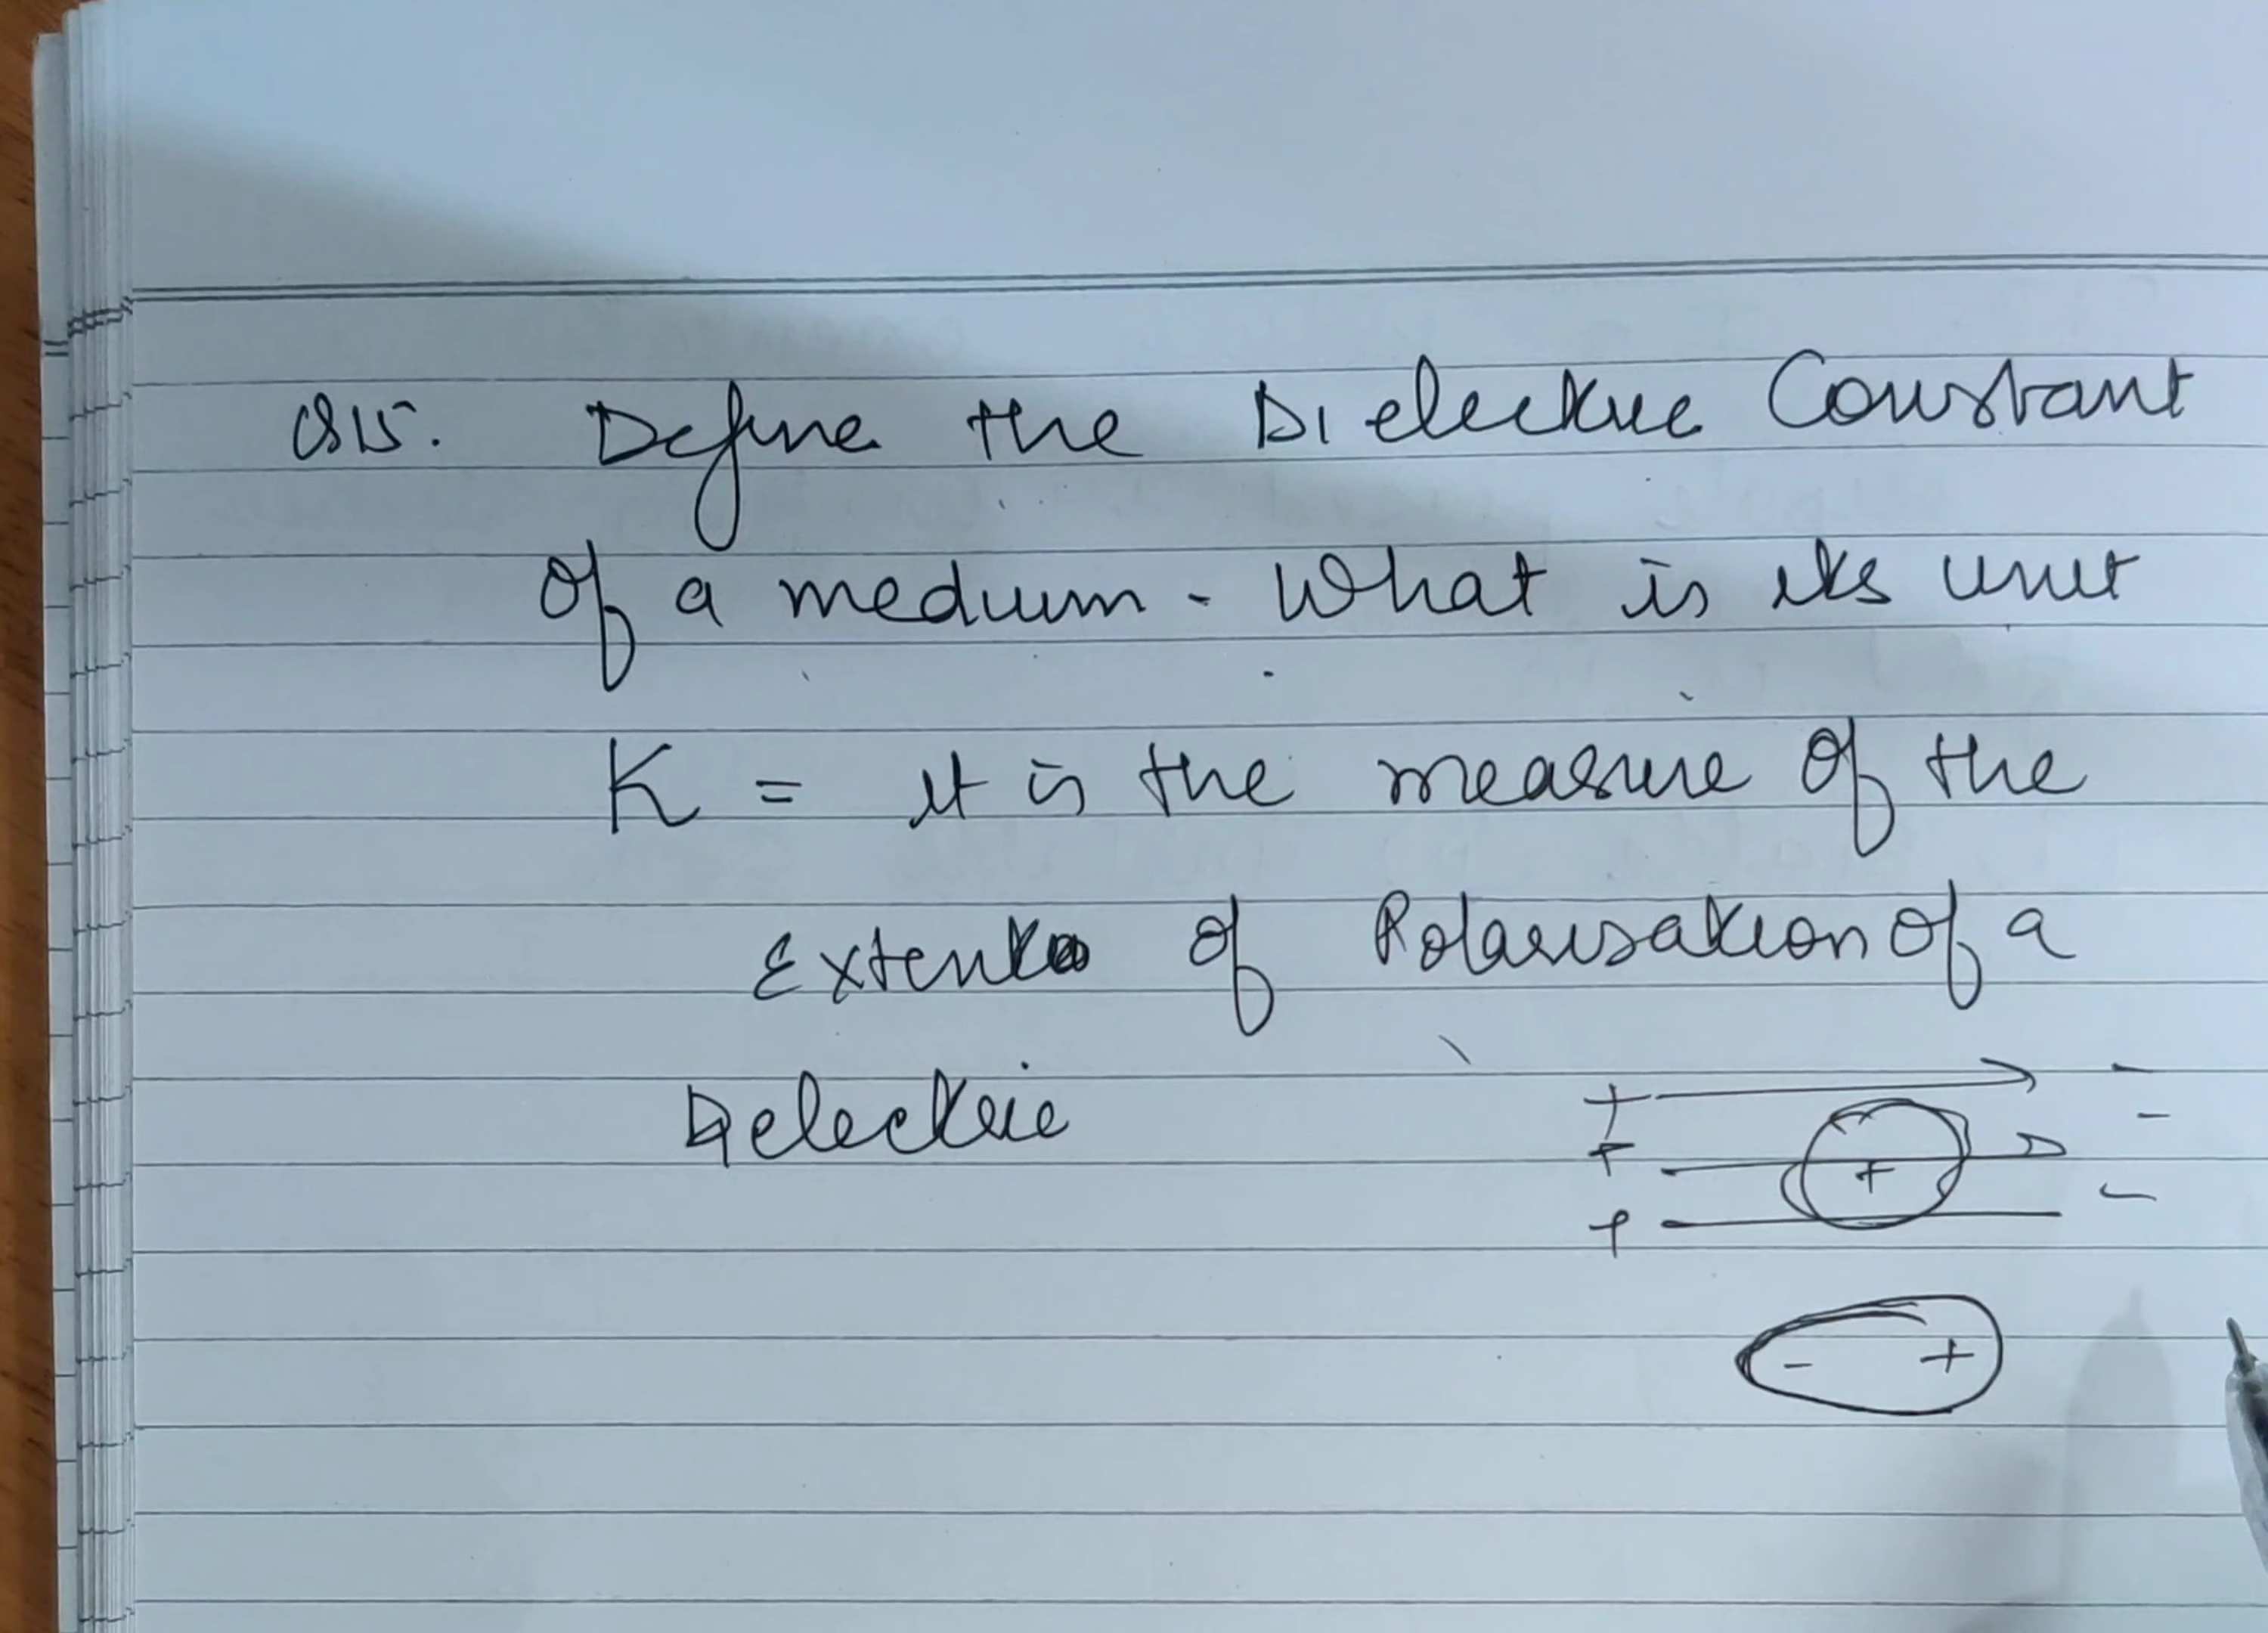 Q15. Define the Dielectric Constant
of a medium. What is its unit
K = it is the measure of the
Extent of Polarisation of a
Dielectric
+ -
+ -
+ -
+
- +